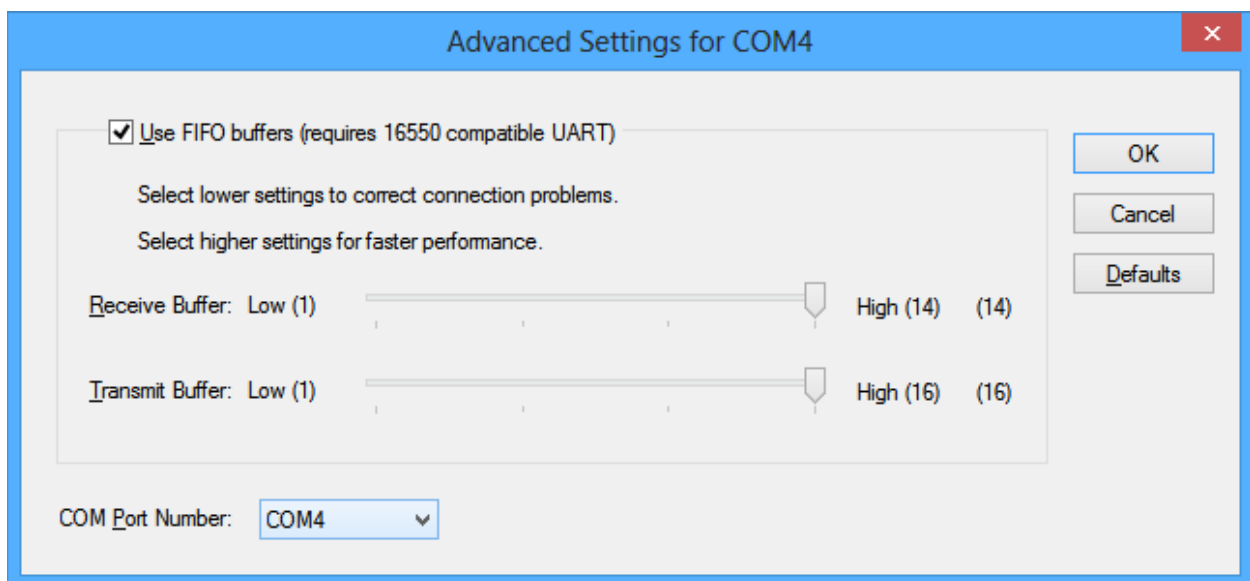 Advanced Settings for COM4
Use FIFO buffers (requires 16550 compatible UART)
OK
Select lower settings to correct connection problems.
Cancel
Select higher settings for faster performance.
Defaults
Receive Buffer: Low (1) High (14) (14)
Transmit Buffer: Low (1) High (16) (16)
COM Port Number: COM4